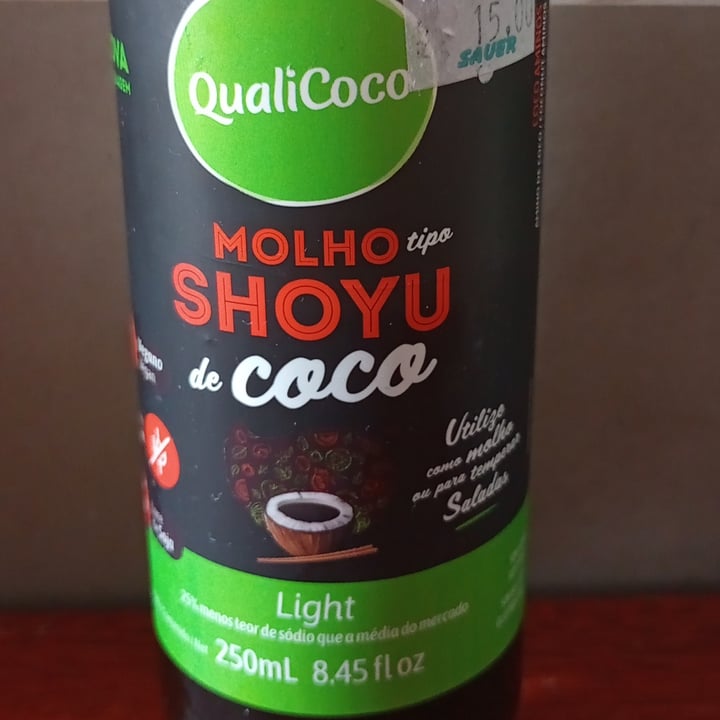 15,00
SAUER
QualiCoco
MOLHO tipo
SHOYU
de coco
Utilize
como molho
ou para temperar
Saladas
Light
25% menos teor de sódio que a média do mercado
250mL 8.45 fl oz